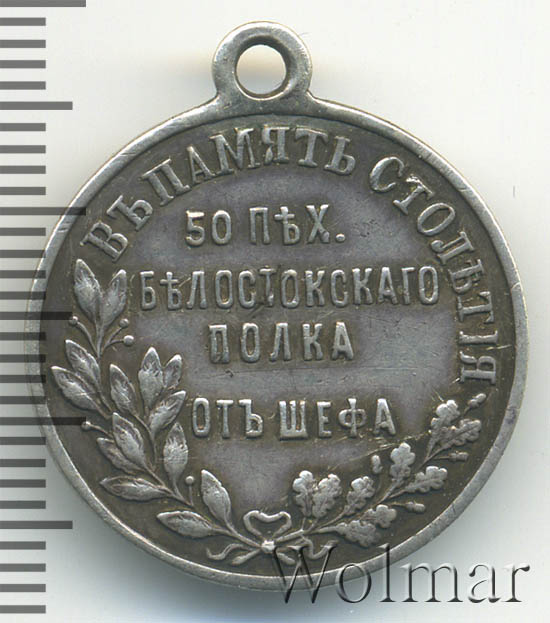 ВЪ ПАМЯТЬ СТОЛѢТІЯ
50 ПѢХ.
БѢЛОСТОКСКАГО
ПОЛКА
ОТЪ ШЕФА
Wolmar